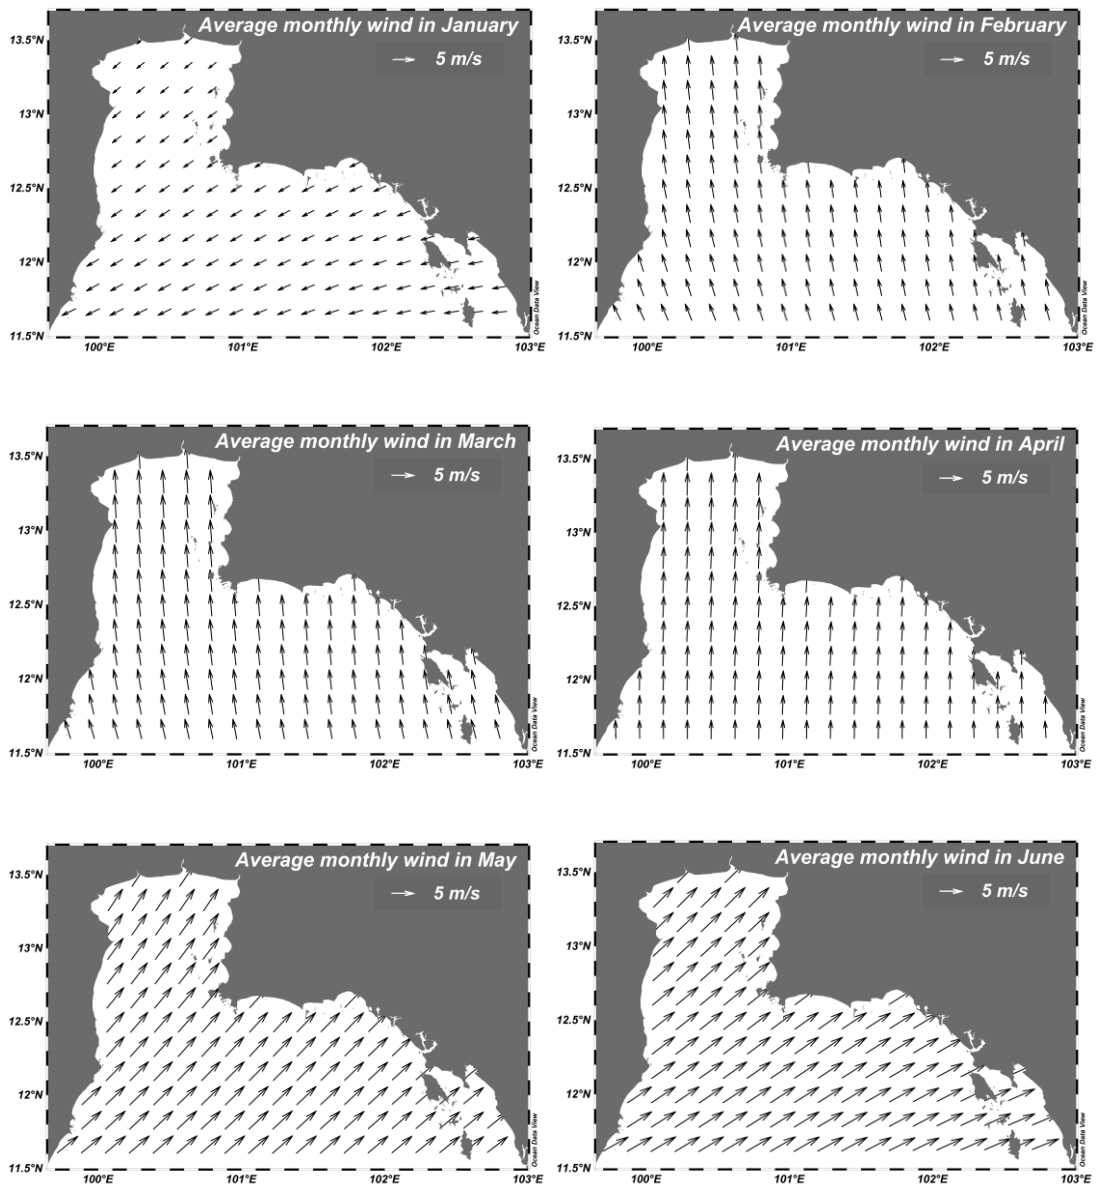 Average monthly wind in January
5 m/s
13.5°N
13°N
12.5°N
12°N
11.5°N
100°E 101°E 102°E 103°E
Ocean Data View
Average monthly wind in February
5 m/s
13.5°N
13°N
12.5°N
12°N
11.5°N
100°E 101°E 102°E 103°E
Ocean Data View
Average monthly wind in March
5 m/s
13.5°N
13°N
12.5°N
12°N
11.5°N
100°E 101°E 102°E 103°E
Ocean Data View
Average monthly wind in April
5 m/s
13.5°N
13°N
12.5°N
12°N
11.5°N
100°E 101°E 102°E 103°E
Ocean Data View
Average monthly wind in May
5 m/s
13.5°N
13°N
12.5°N
12°N
11.5°N
100°E 101°E 102°E 103°E
Ocean Data View
Average monthly wind in June
5 m/s
13.5°N
13°N
12.5°N
12°N
11.5°N
100°E 101°E 102°E 103°E
Ocean Data View